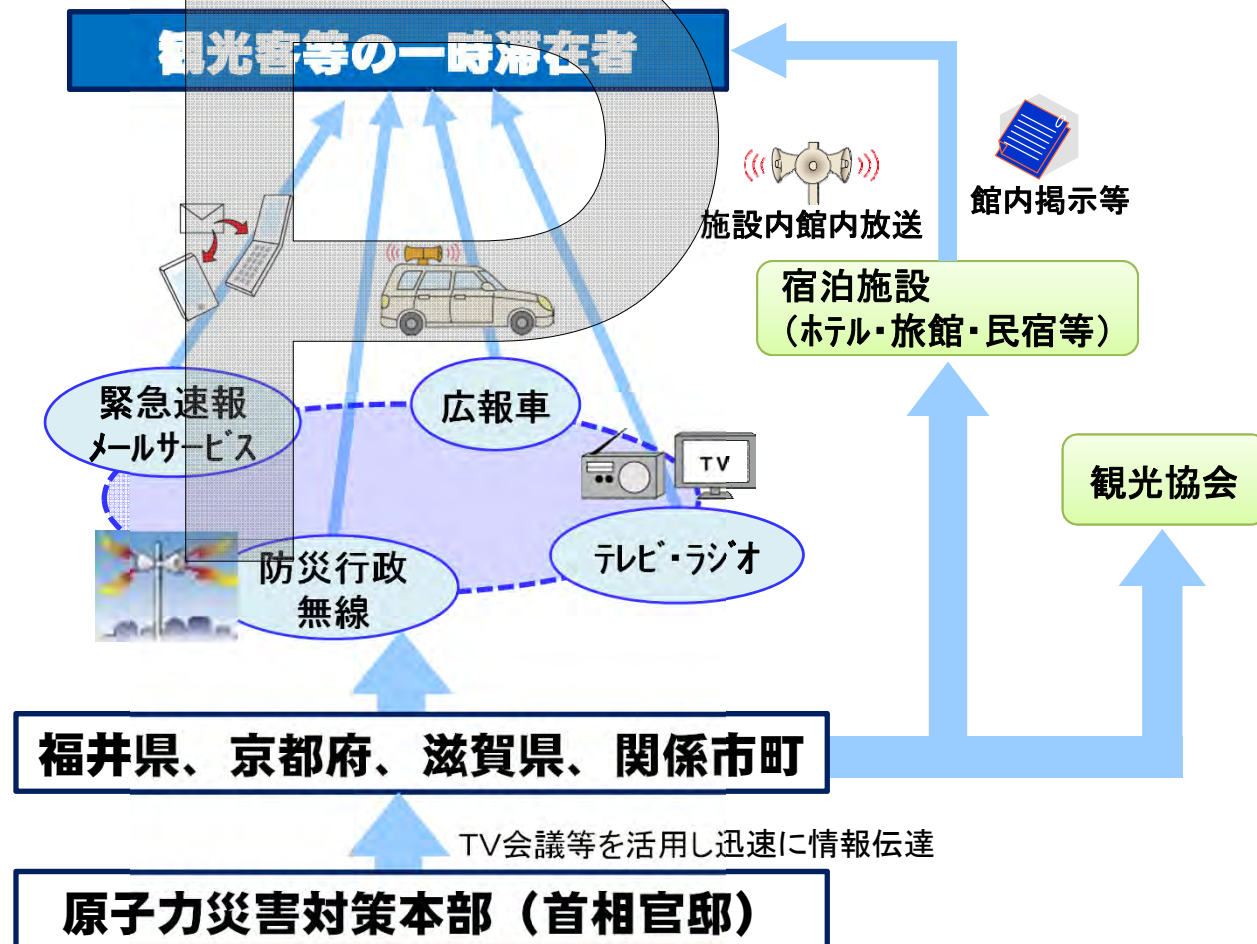 観光客等の一時滞在者
館内掲示等
施設内館内放送
宿泊施設
（ホテル・旅館・民宿等）
緊急速報
メールサービス
広報車
TV
観光協会
テレビ・ラジオ
防災行政
無線
福井県、京都府、滋賀県、関係市町
TV会議等を活用し迅速に情報伝達
原子力災害対策本部（首相官邸）
P